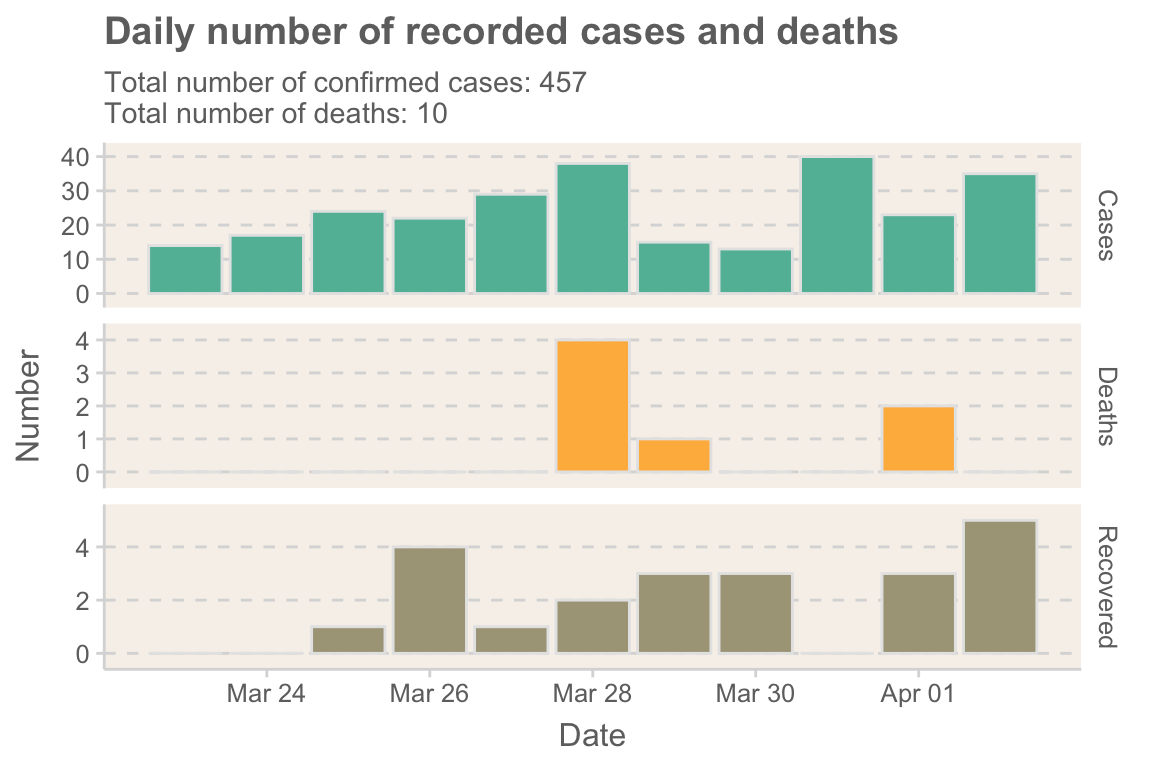 Daily number of recorded cases and deaths
Total number of confirmed cases: 457
Total number of deaths: 10
40
30
20
10
0
Cases
4
3
2
1
0
Deaths
4
2
0
Recovered
Number
Mar 24 Mar 26 Mar 28 Mar 30 Apr 01
Date